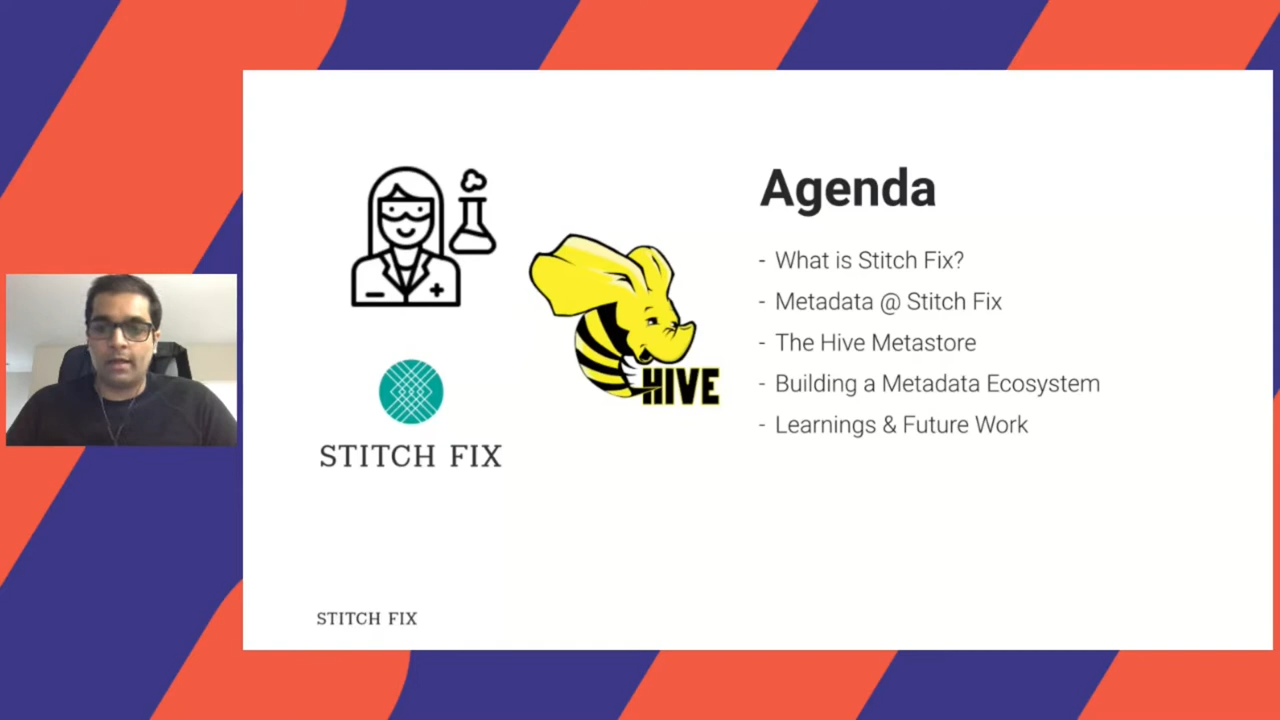 Agenda
- What is Stitch Fix?
- Metadata @ Stitch Fix
- The Hive Metastore
- Building a Metadata Ecosystem
- Learnings & Future Work
HIVE
STITCH FIX
STITCH FIX